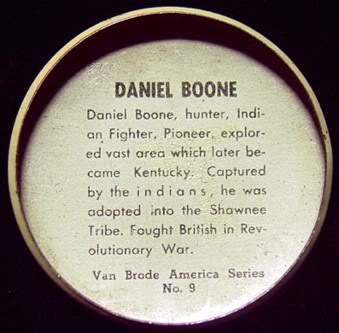 DANIEL BOONE
Daniel Boone, hunter, Indi-
an Fighter, Pioneer, explor-
ed vast area which later be-
came Kentucky. Captured
by the indians, he was
adopted into the Shawnee
Tribe. Fought British in Rev-
olutionary War.
Van Brode America Series
No. 9